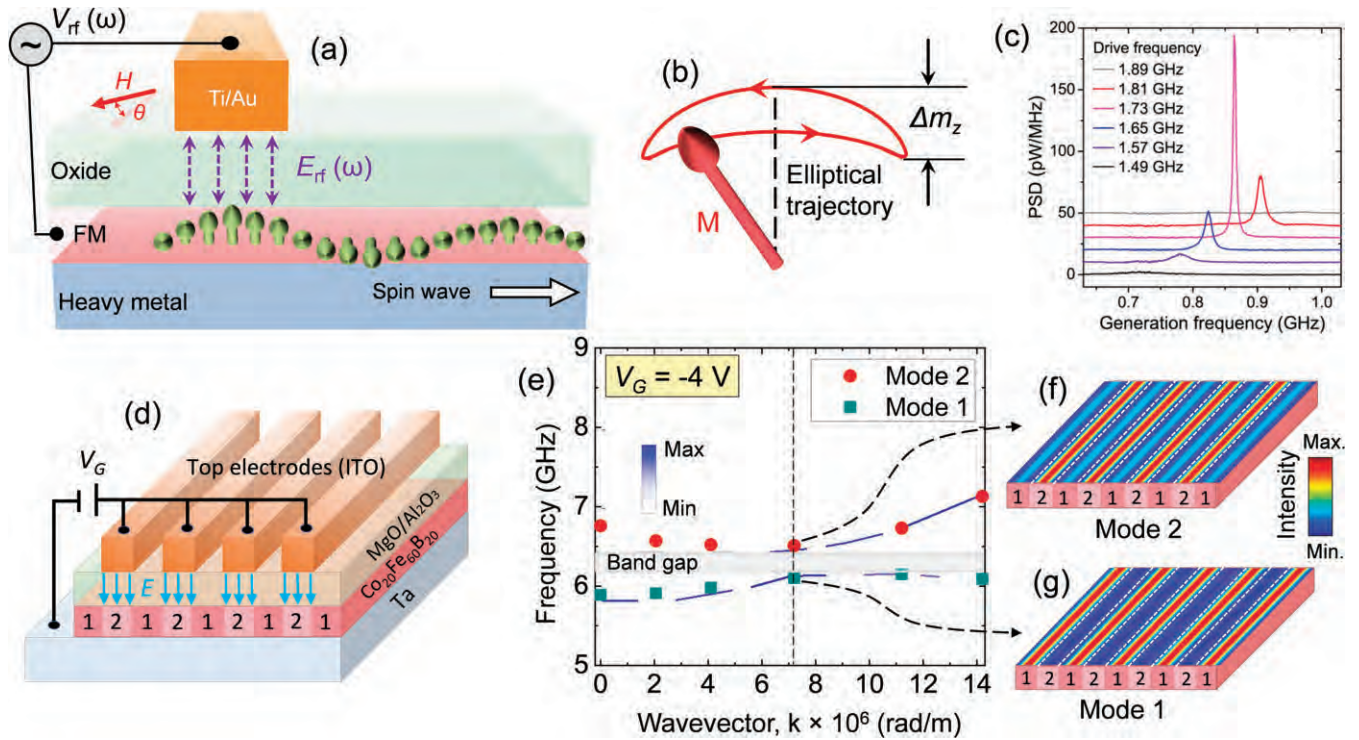 (a)
V_rf (ω)
~
H
θ
Ti/Au
Oxide
E_rf (ω)
FM
Heavy metal
Spin wave
(b)
Δm_z
M
Elliptical
trajectory
(c)
200
150
100
50
0
PSD (pW/MHz)
Drive frequency
1.89 GHz
1.81 GHz
1.73 GHz
1.65 GHz
1.57 GHz
1.49 GHz
0.7 0.8 0.9 1.0
Generation frequency (GHz)
(d)
V_G
Top electrodes (ITO)
MgO/Al₂O₃
Co₂₀Fe₆₀B₂₀
Ta
E
1 2 1 2 1 2 1 2 1
(e)
V_G = -4 V
Mode 2
Mode 1
Max
Min
Band gap
9
8
7
6
5
Frequency (GHz)
0 2 4 6 8 10 12 14
Wavevector, k × 10⁶ (rad/m)
(f)
1 2 1 2 1 2 1 2 1
Mode 2
Max.
Intensity
Min.
(g)
1 2 1 2 1 2 1 2 1
Mode 1